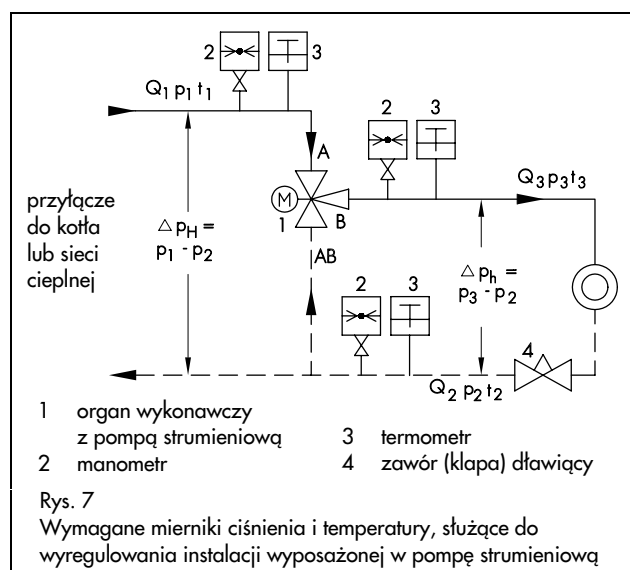 2 3 
Q1 p1 t1
A
2 3
Q3 p3 t3
przyłącze
do kotła
lub sieci
cieplnej
△ pH =
p1 - p2
M
1
B
AB
△ ph =
p3 - p2
2 3
4
Q2 p2 t2
1 organ wykonawczy
z pompą strumieniową
2 manometr
3 termometr
4 zawór (klapa) dławiący
Rys. 7
Wymagane mierniki ciśnienia i temperatury, służące do
wyregulowania instalacji wyposażonej w pompę strumieniową